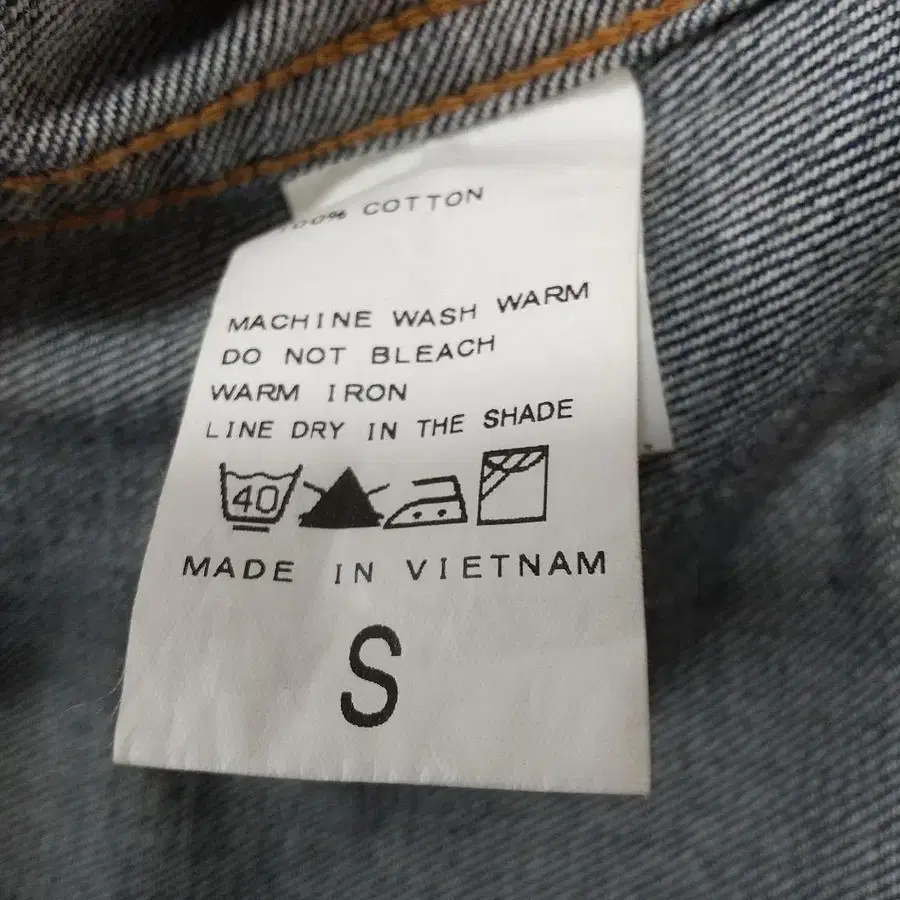 100% COTTON
MACHINE WASH WARM
DO NOT BLEACH
WARM IRON
LINE DRY IN THE SHADE
40
MADE IN VIETNAM
S